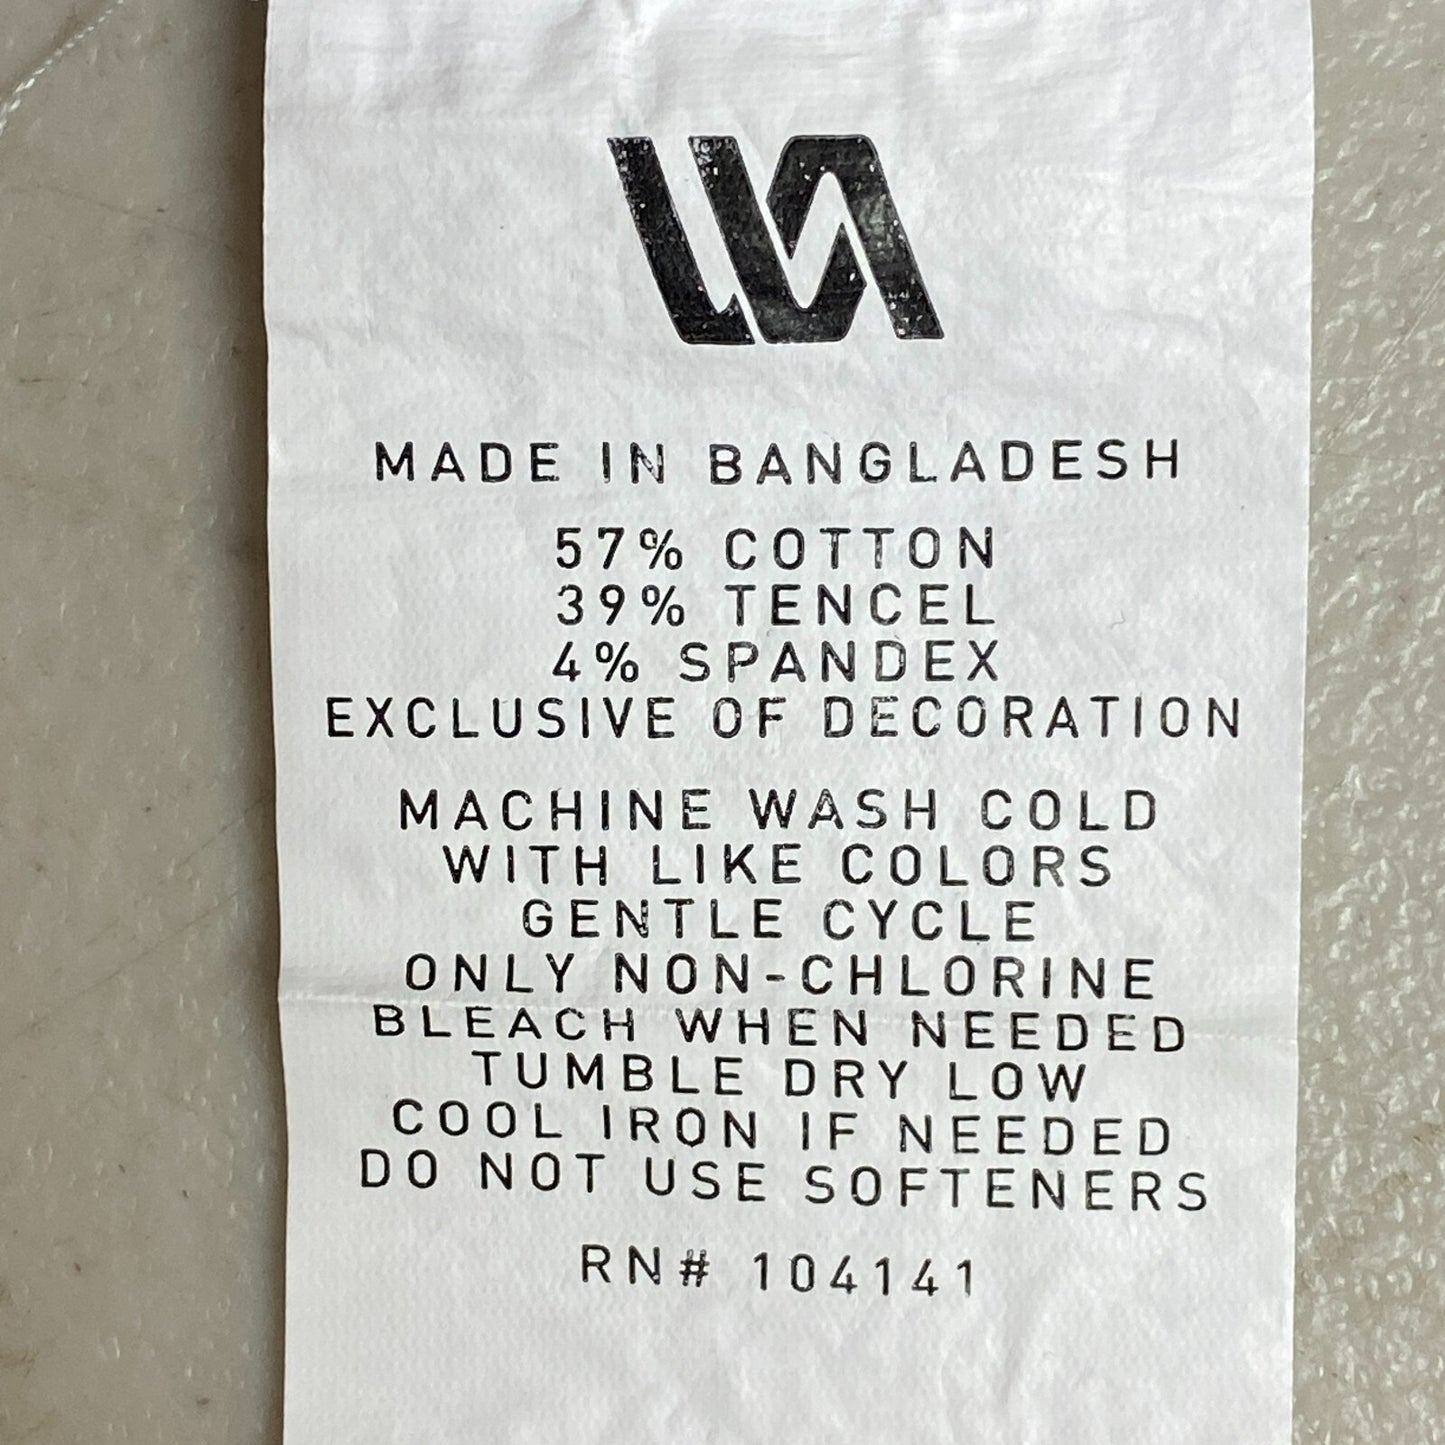 MADE IN BANGLADESH
57% COTTON
39% TENCEL
4% SPANDEX
EXCLUSIVE OF DECORATION
MACHINE WASH COLD
WITH LIKE COLORS
GENTLE CYCLE
ONLY NON-CHLORINE
BLEACH WHEN NEEDED
TUMBLE DRY LOW
COOL IRON IF NEEDED
DO NOT USE SOFTENERS
RN# 104141